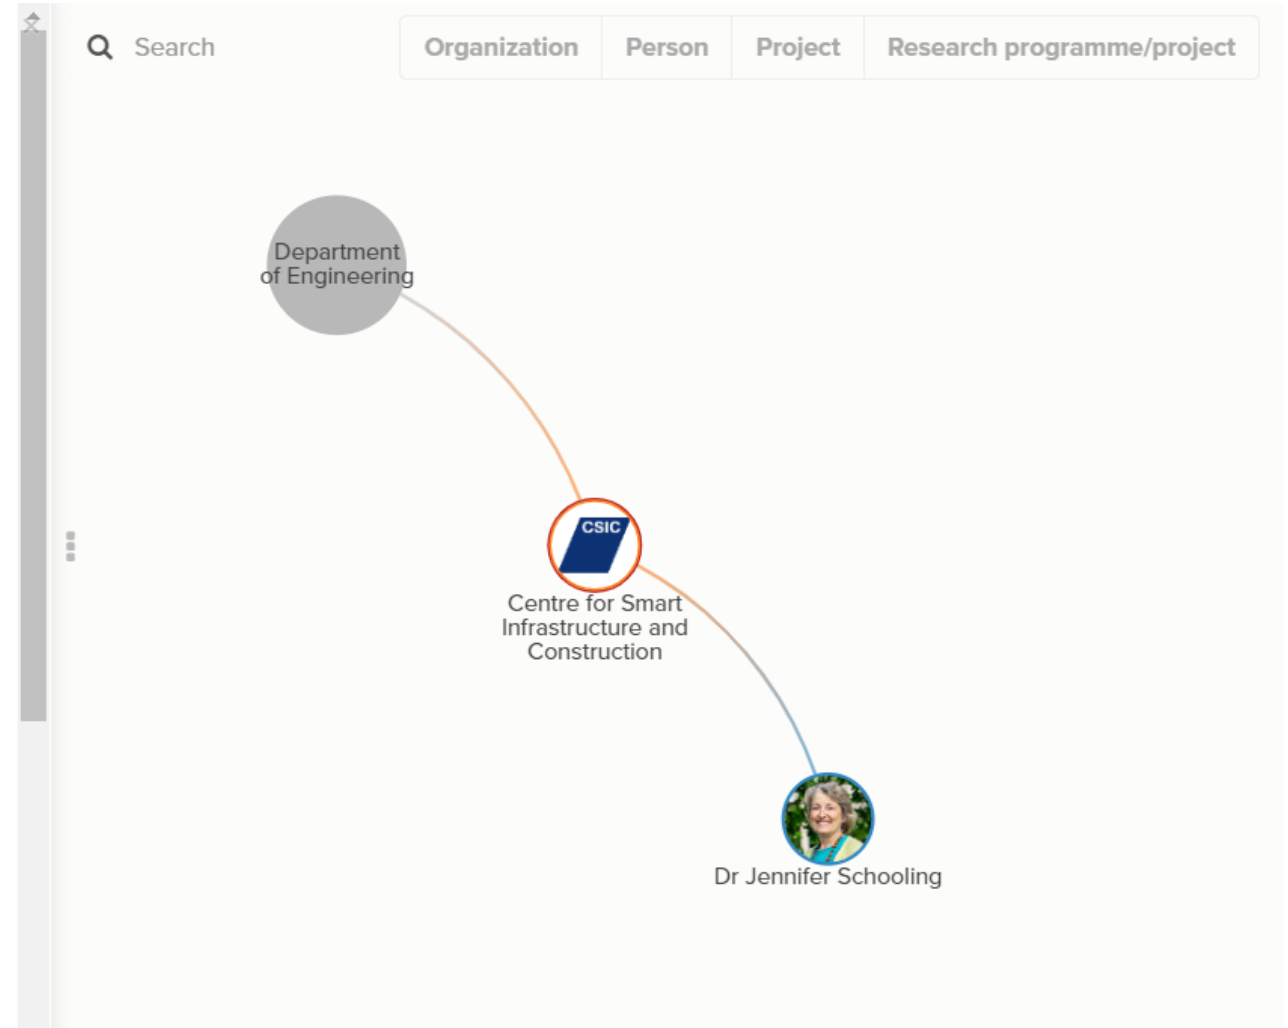 Search
Organization
Person
Project
Research programme/project
Department
of Engineering
CSIC
Centre for Smart
Infrastructure and
Construction
Dr Jennifer Schooling